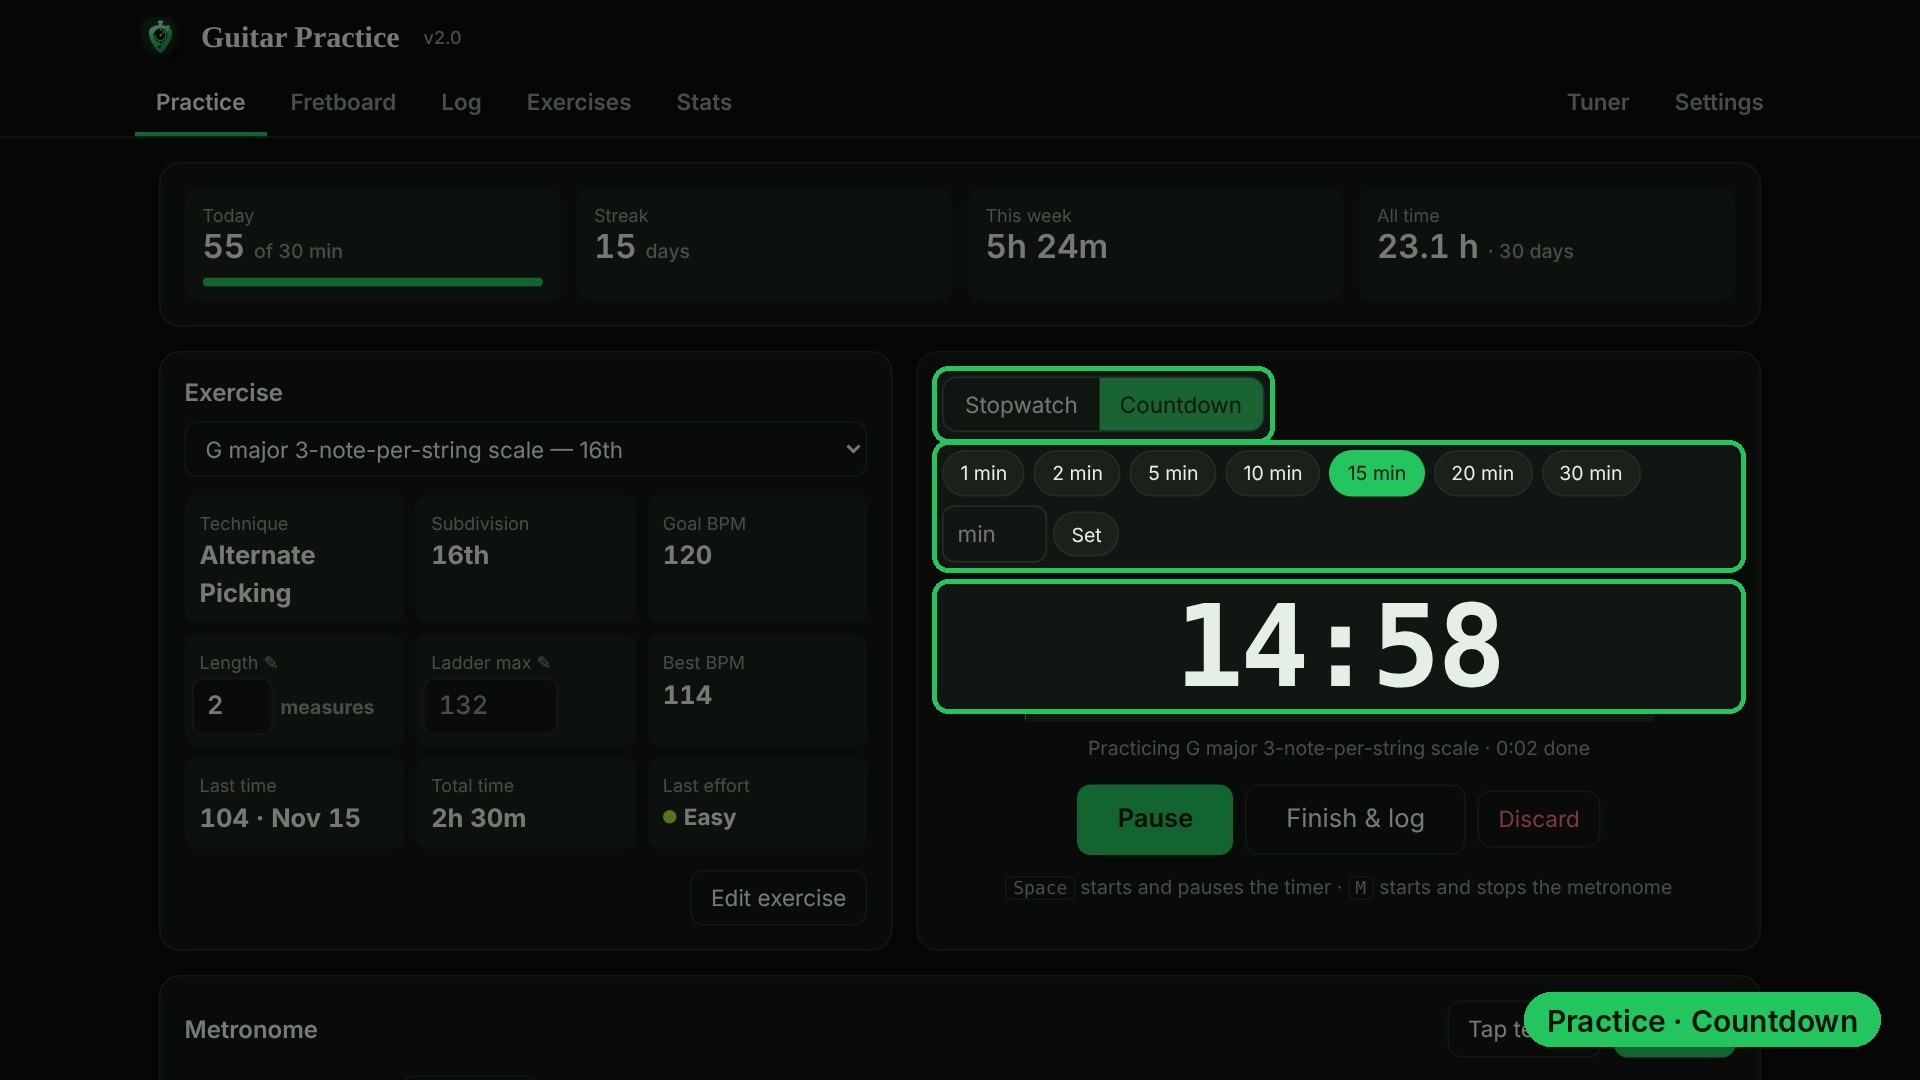 Guitar Practice v2.0
Practice Fretboard Log Exercises Stats Tuner Settings
Today
55 of 30 min
Streak
15 days
This week
5h 24m
All time
23.1 h · 30 days
Exercise
G major 3-note-per-string scale — 16th
Technique
Alternate
Picking
Subdivision
16th
Goal BPM
120
Length ✎
2 measures
Ladder max ✎
132
Best BPM
114
Last time
104 · Nov 15
Total time
2h 30m
Last effort
Easy
Edit exercise
Stopwatch Countdown
1 min 2 min 5 min 10 min 15 min 20 min 30 min
min Set
14:58
Practicing G major 3-note-per-string scale · 0:02 done
Pause Finish & log Discard
Space starts and pauses the timer · M starts and stops the metronome
Metronome
Tap
Practice · Countdown